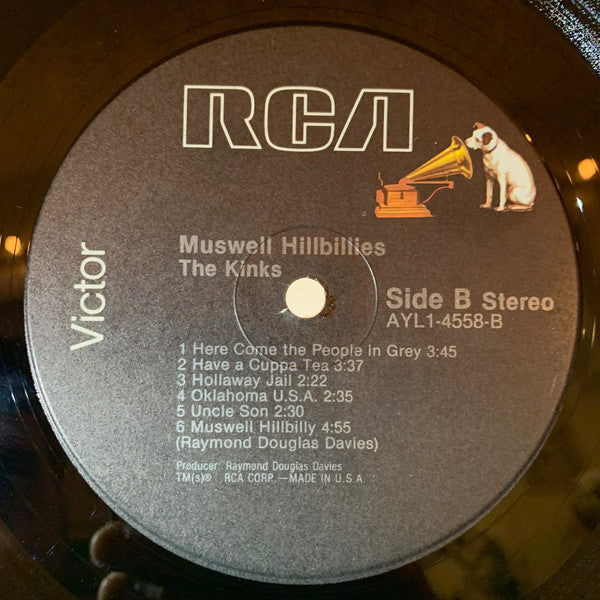 RCA
Victor
Muswell Hillbillies
The Kinks
Side B Stereo
AYL1-4558-B
1 Here Come the People in Grey 3:45
2 Have a Cuppa Tea 3:37
3 Hollaway Jail 2:22
4 Oklahoma U.S.A. 2:35
5 Uncle Son 2:30
6 Muswell Hillbilly 4:55
(Raymond Douglas Davies)
Producer: Raymond Douglas Davies
TM(s)® RCA CORP.—MADE IN U.S.A.